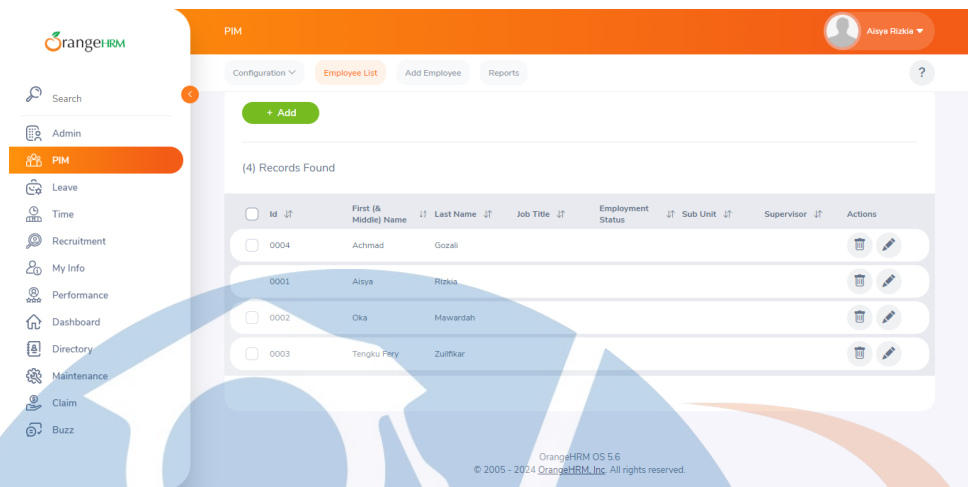 OrangeHRM
PIM
Aisya Rizkia
Configuration
Employee List
Add Employee
Reports
?
Search
Admin
PIM
Leave
Time
Recruitment
My Info
Performance
Dashboard
Directory
Maintenance
Claim
Buzz
+ Add
(4) Records Found
Id First (& Middle) Name Last Name Job Title Employment Status Sub Unit Supervisor Actions
0004 Achmad Gozali
0001 Aisya Rizkia
0002 Oka Mawardah
0003 Tengku Fery Zulfikar
OrangeHRM OS 5.6
© 2005 - 2024 OrangeHRM, Inc. All rights reserved.